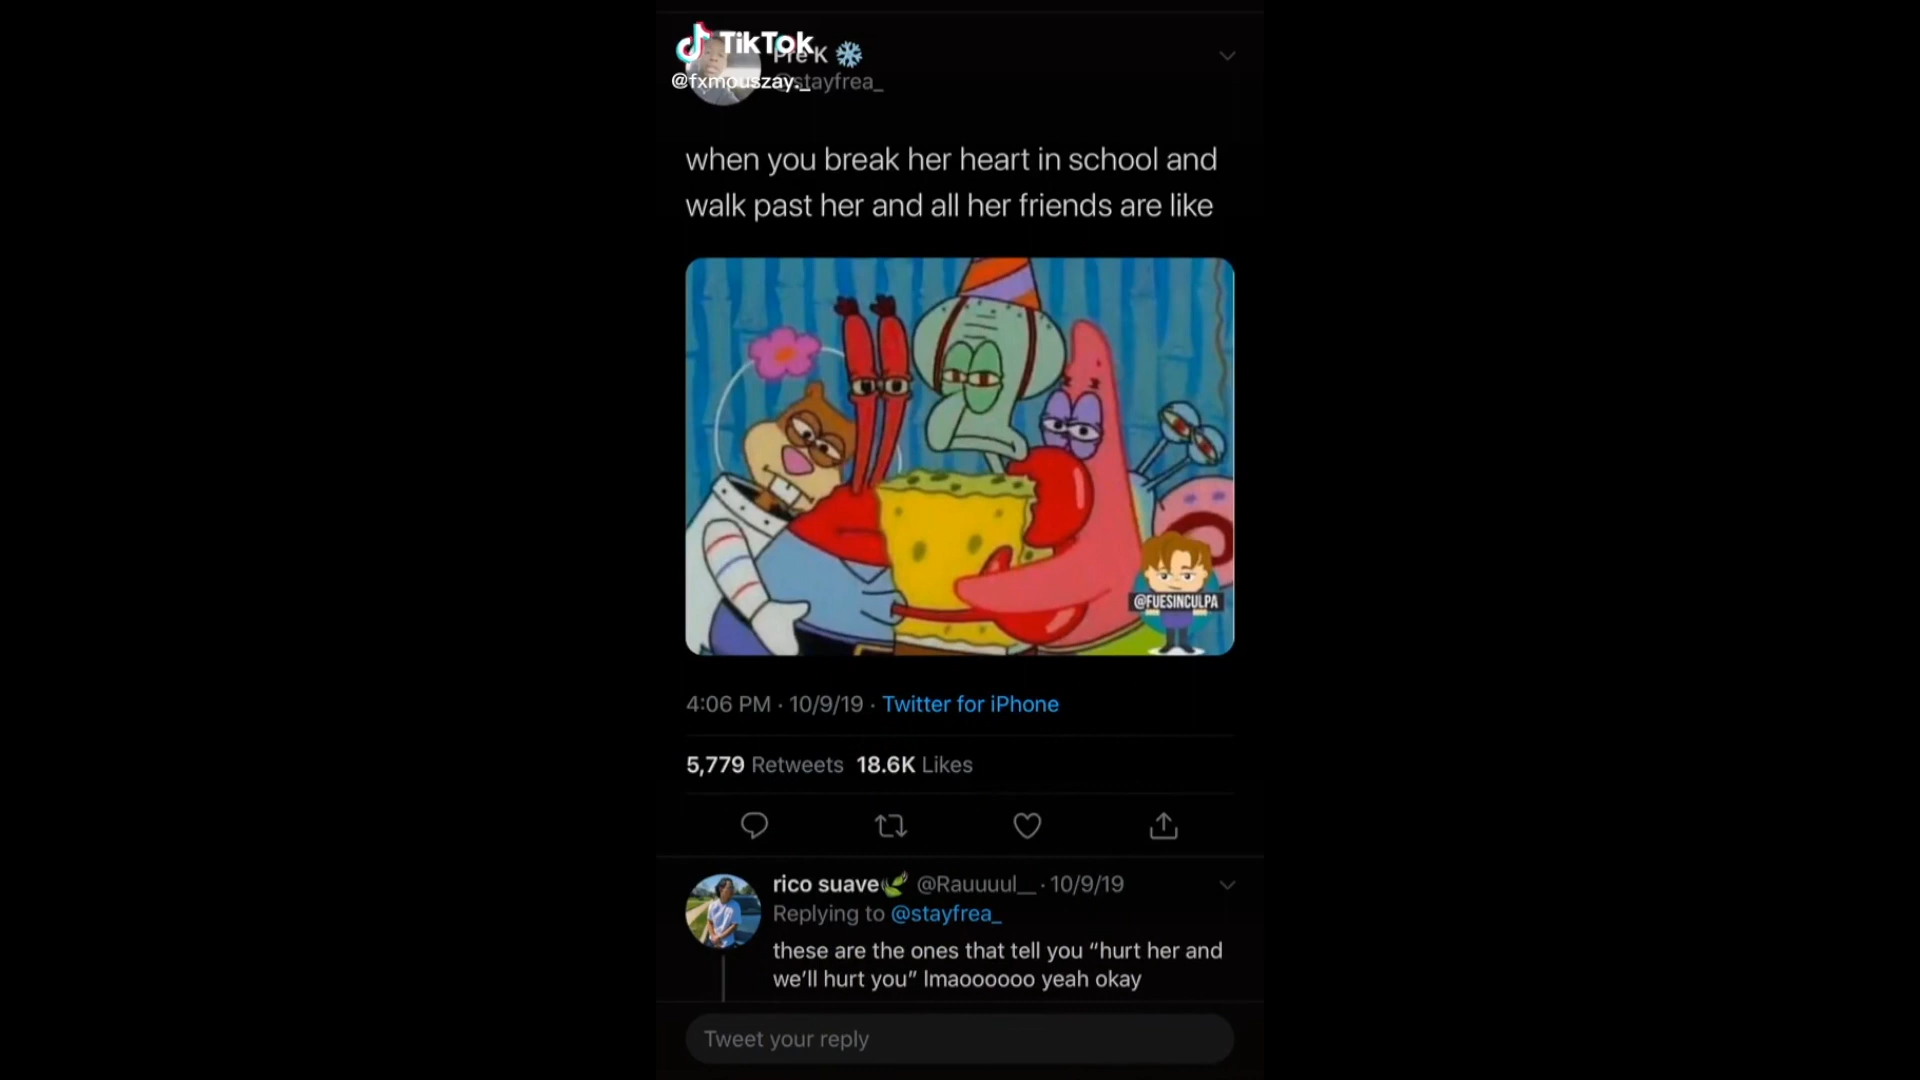 TikTok
@fxmouszay._
Pre-K ❄️
@stayfrea_
when you break her heart in school and
walk past her and all her friends are like
@FUESINCULPA
4:06 PM · 10/9/19 · Twitter for iPhone
5,779 Retweets 18.6K Likes
rico suave @Rauuuul__ · 10/9/19
Replying to @stayfrea_
these are the ones that tell you “hurt her and
we’ll hurt you” lmaoooooo yeah okay
Tweet your reply